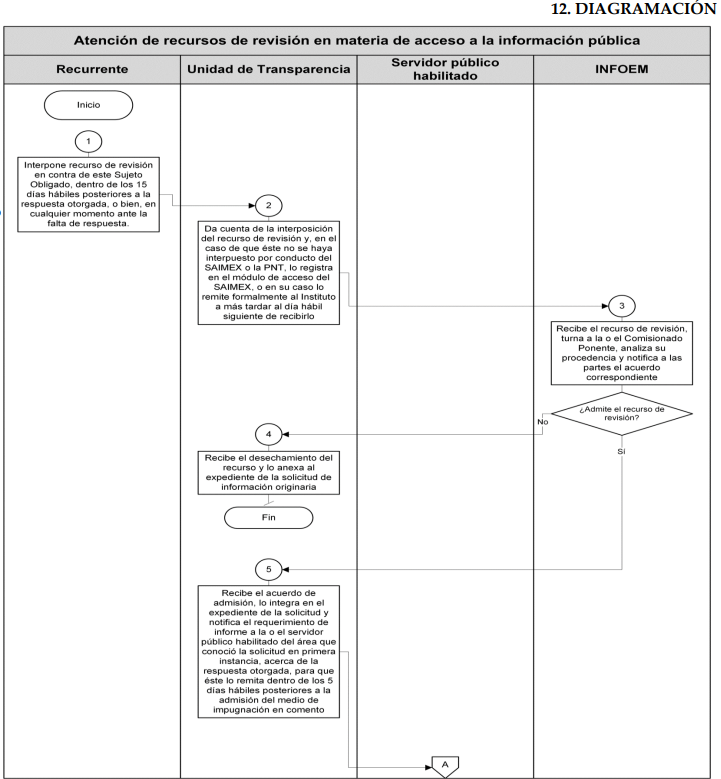 12. DIAGRAMACIÓN
Atención de recursos de revisión en materia de acceso a la información pública
Recurrente
Unidad de Transparencia
Servidor público
habilitado
INFOEM
Inicio
1
Interpone recurso de revisión
en contra de este Sujeto
Obligado, dentro de los 15
días hábiles posteriores a la
respuesta otorgada, o bien, en
cualquier momento ante la
falta de respuesta.
2
Da cuenta de la interposición
del recurso de revisión y, en el
caso de que éste no se haya
interpuesto por conducto del
SAIMEX o la PNT, lo registra
en el módulo de acceso del
SAIMEX, o en su caso lo
remite formalmente al Instituto
a más tardar al día hábil
siguiente de recibirlo
3
Recibe el recurso de revisión,
turna a la o el Comisionado
Ponente, analiza su
procedencia y notifica a las
partes el acuerdo
correspondiente
¿Admite el recurso de
revisión?
No
Sí
4
Recibe el desechamiento del
recurso y lo anexa al
expediente de la solicitud de
información originaria
Fin
5
Recibe el acuerdo de
admisión, lo integra en el
expediente de la solicitud y
notifica el requerimiento de
informe a la o el servidor
público habilitado del área que
conoció la solicitud en primera
instancia, acerca de la
respuesta otorgada, para que
éste lo remita dentro de los 5
días hábiles posteriores a la
admisión del medio de
impugnación en comento
A